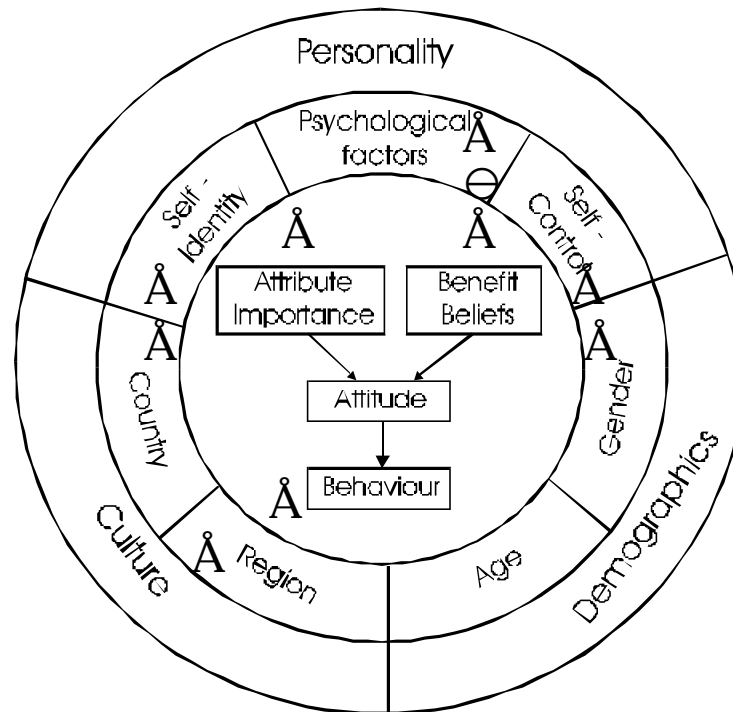 Personality
Psychological
factors
Å
Ɵ
Self -
Identity
Å
Self -
Control
Å
Å
Å
Attribute
Importance
Benefit
Beliefs
Å
Country
Å
Gender
Attitude
Å
Behaviour
Culture
Å
Region
Age
Demographics